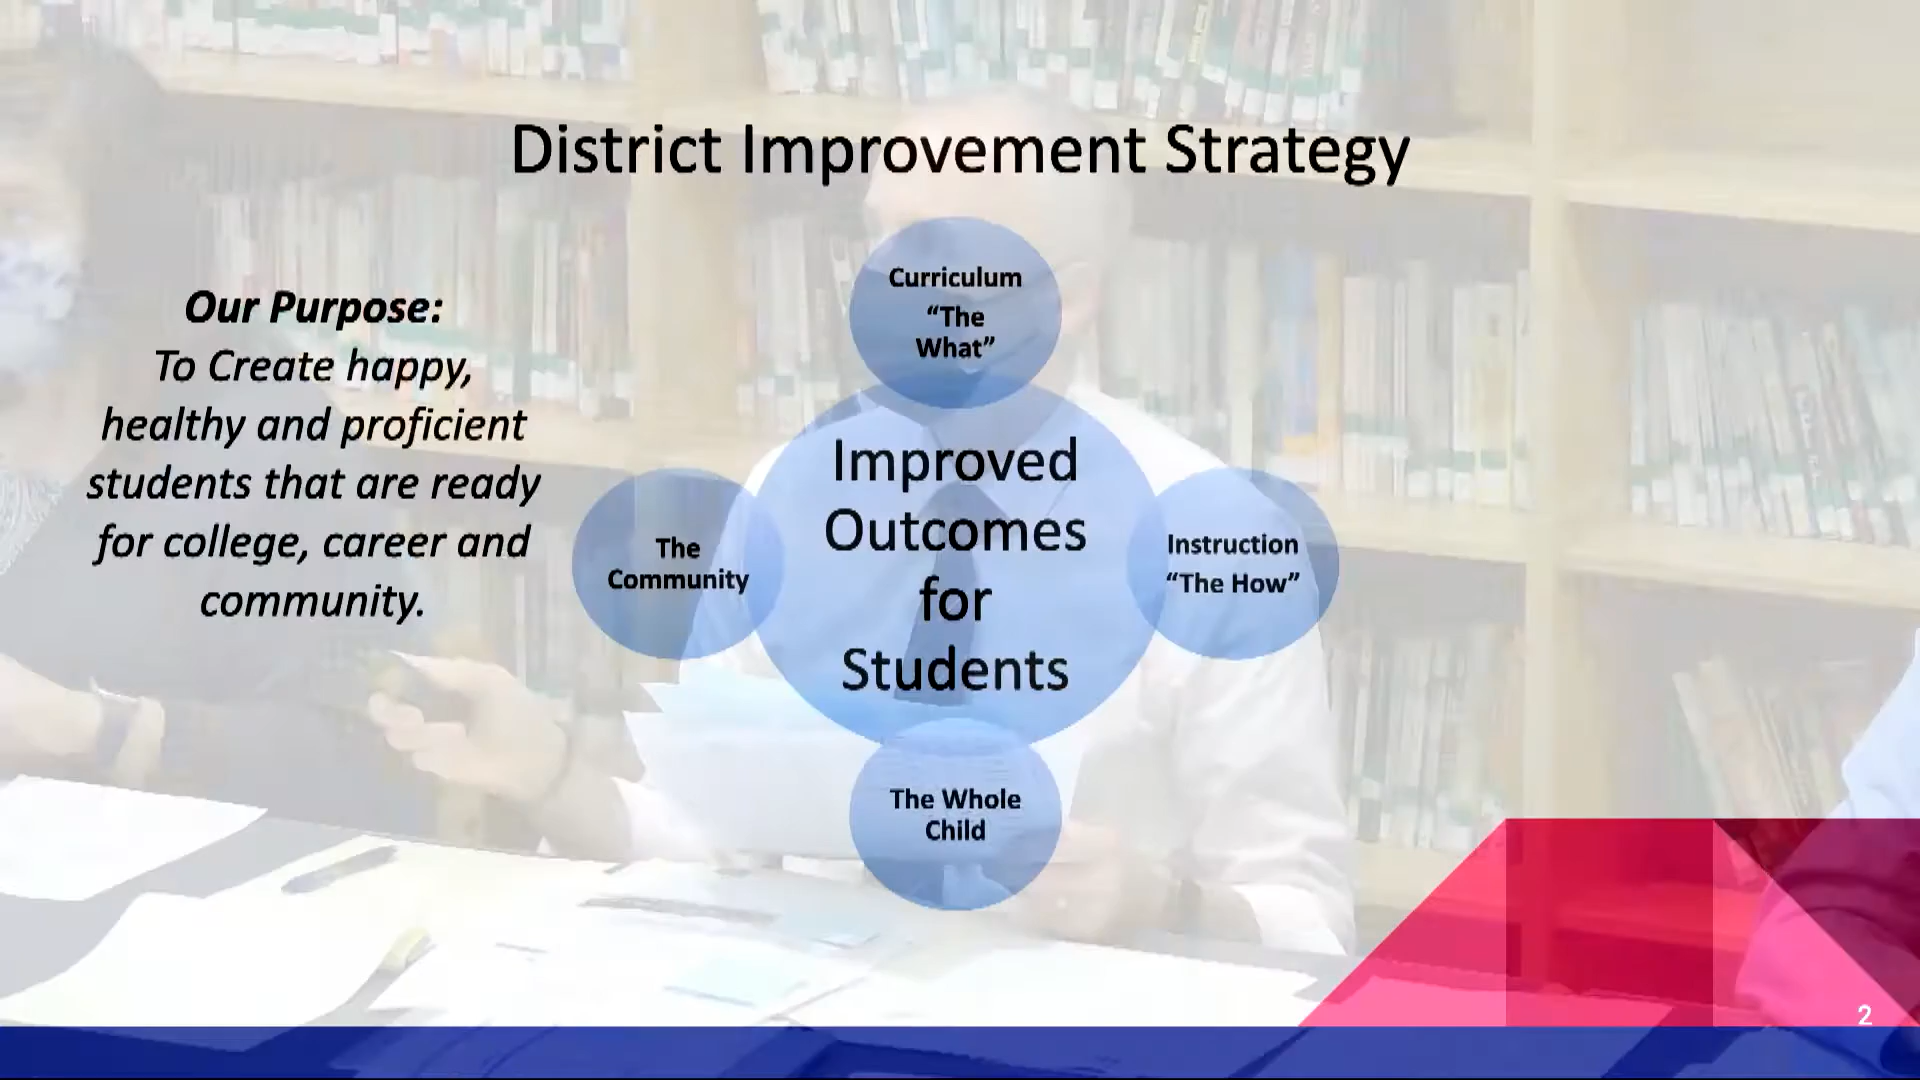 District Improvement Strategy
Our Purpose:
To Create happy,
healthy and proficient
students that are ready
for college, career and
community.
Curriculum
“The
What”
The
Community
Improved
Outcomes
for
Students
Instruction
“The How”
The Whole
Child
2